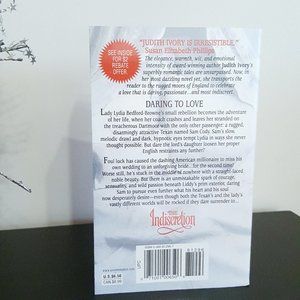 SEE INSIDE
FOR $2
REBATE
OFFER
"JUDITH IVORY IS IRRESISTIBLE."
Susan Elizabeth Phillips
The elegance, warmth, wit, and emotional
intensity of award-winning author Judith Ivory's
superbly romantic tales are unsurpassed. Now, in
her most dazzling novel yet, she transports the
reader to the rugged moors of England to celebrate
a love that is daring, passionate...and most indiscreet.
DARING TO LOVE
Lady Lydia Bedford-Browne's small rebellion becomes the adventure
of her life, when her coach crashes and leaves her stranded on
the treacherous Dartmoor with the only other passenger: a rugged,
disarmingly attractive Texan named Sam Cody. Sam's slow,
melodic drawl and dark, hypnotic eyes tempt Lydia in ways she never
thought possible. But dare the lord's daughter loosen her proper
English restraints any further?
Foul luck has caused the dashing American millionaire to miss his
own wedding to an unforgiving bride...for the second time!
Worse still, he's stuck in the middle of nowhere with a straight-laced
noble beauty. But there is an unmistakable spark of courage,
sensuality, and wild passion beneath Liddy's prim exterior, daring
Sam to pursue even further what his heart and his soul
now desperately desire—even though both the Texan's and the lady's
vastly different worlds will be rocked if they dare surrender to...
THE
Indiscretion
U.S. $6.50